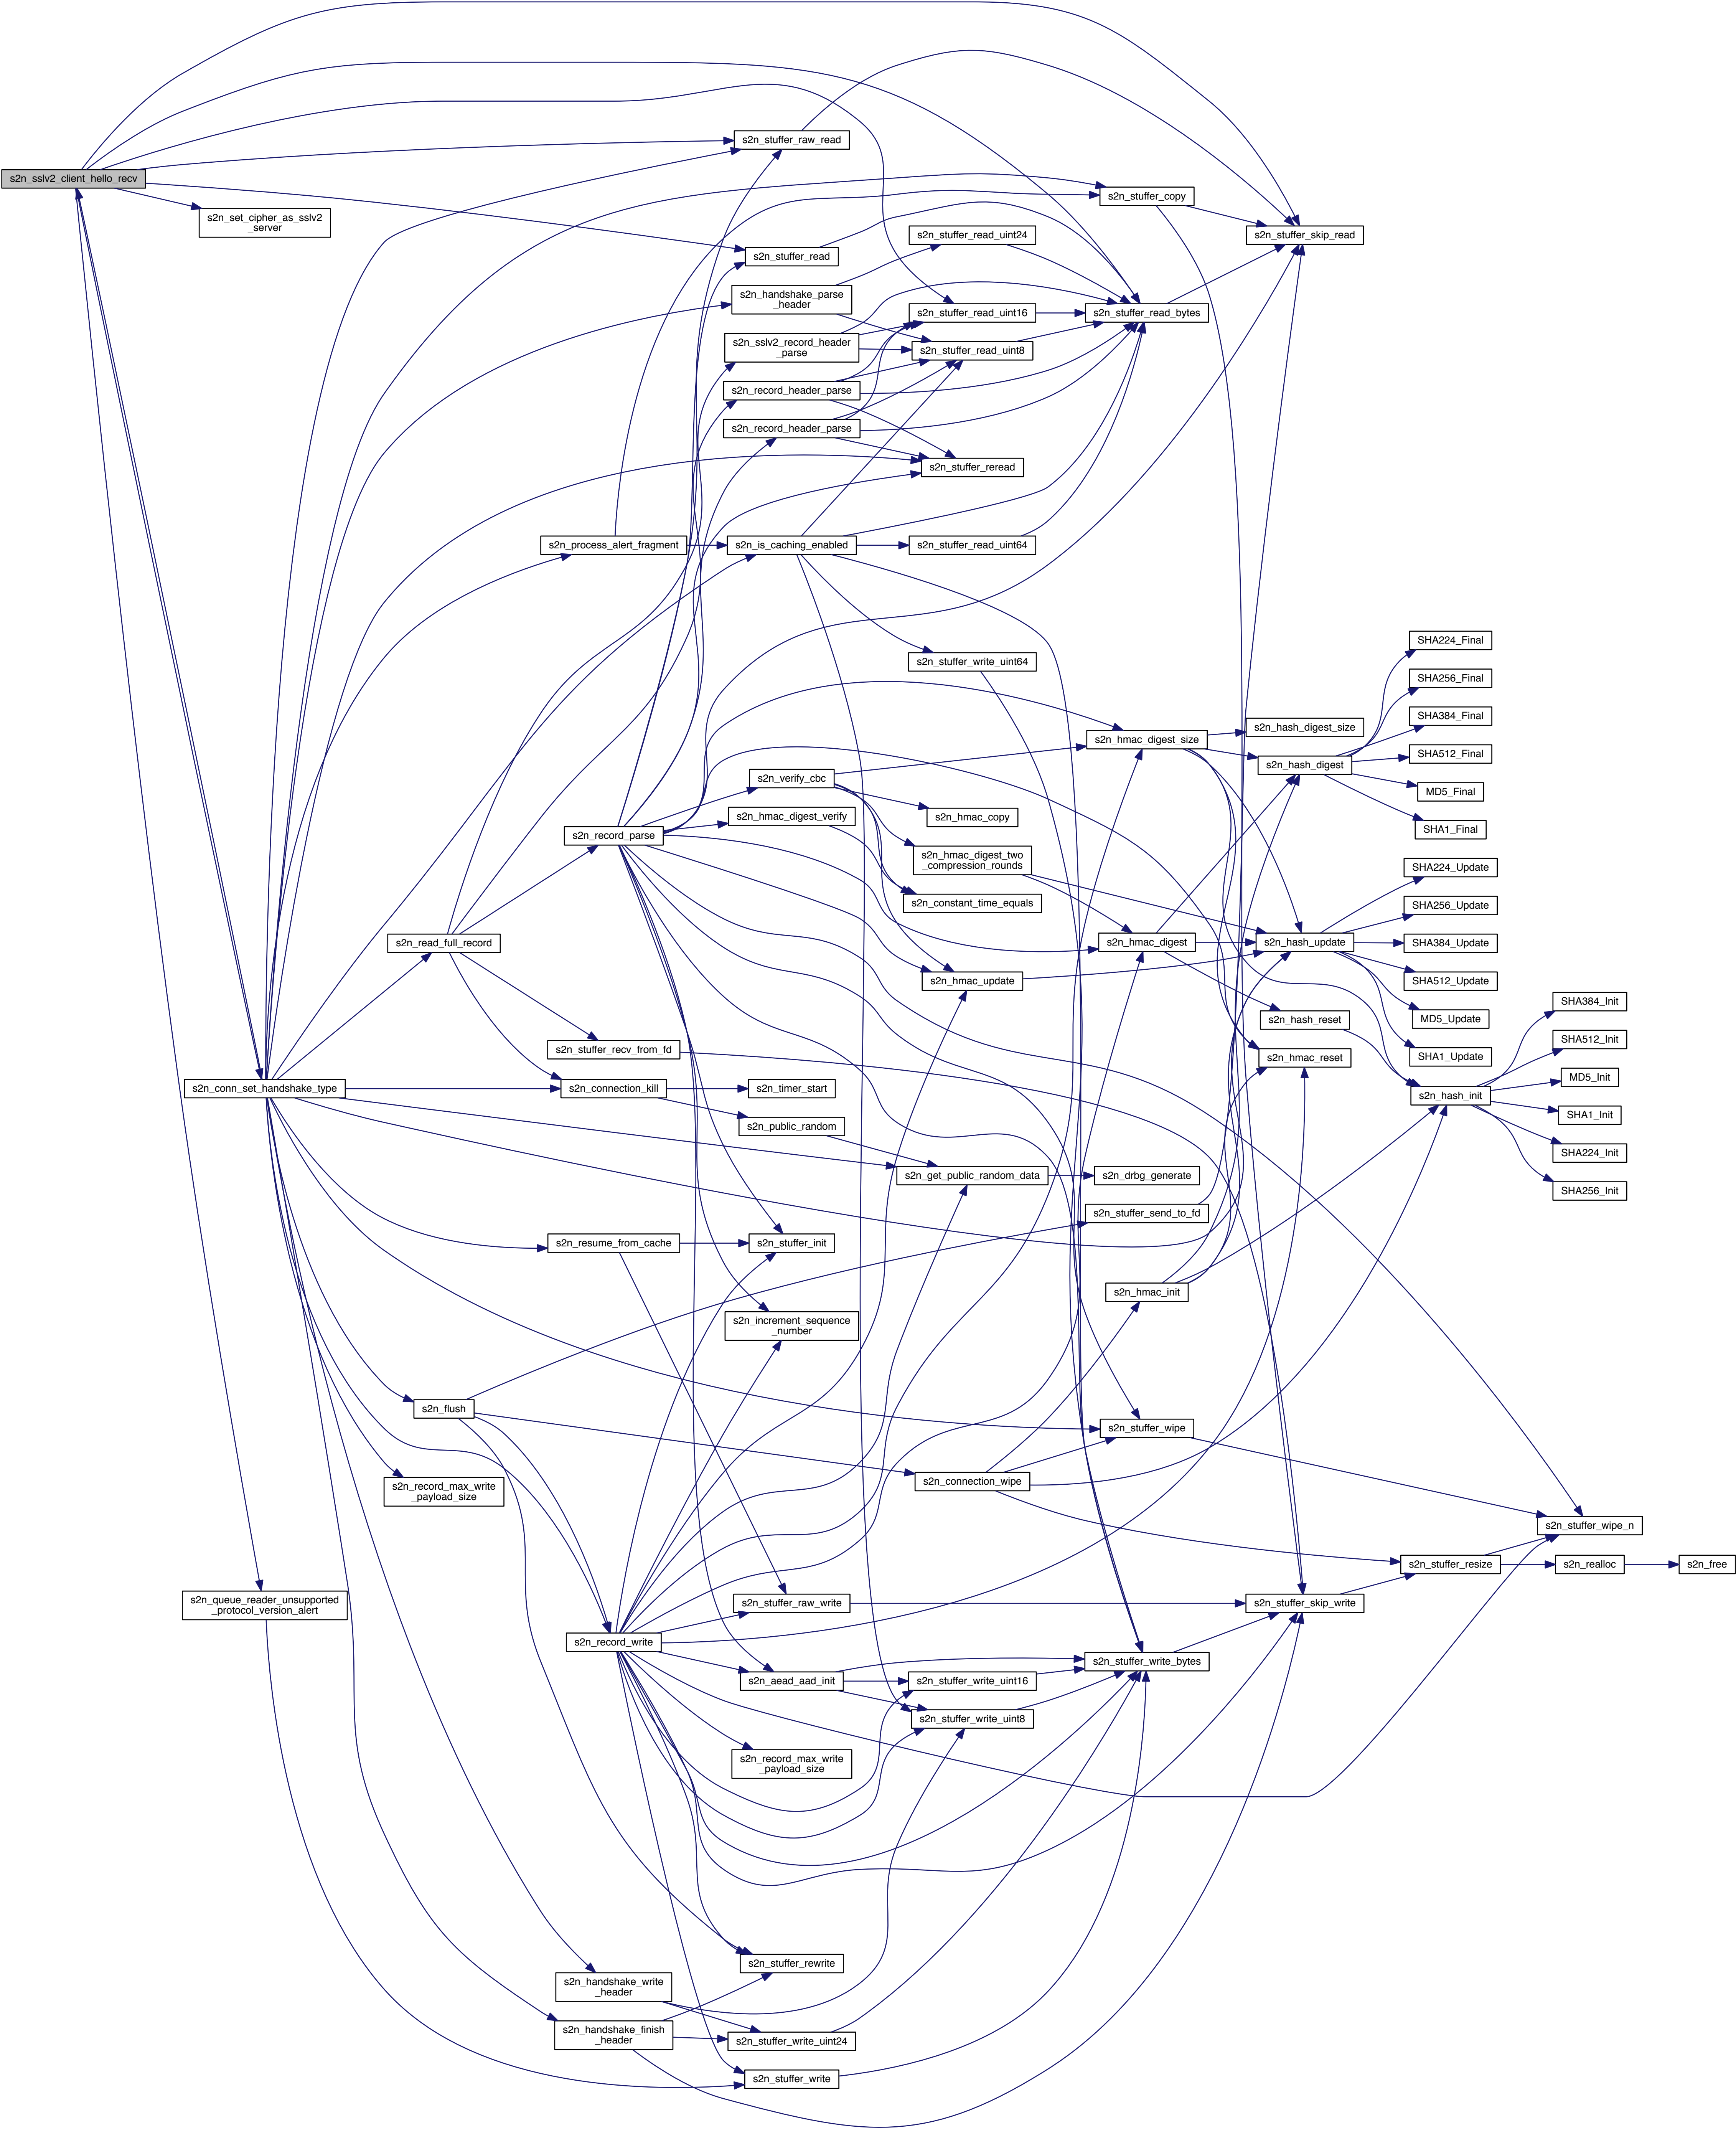 s2n_stuffer_raw_read
s2n_sslv2_client_hello_recv
s2n_stuffer_copy
s2n_set_cipher_as_sslv2
_server
s2n_stuffer_read_uint24
s2n_stuffer_skip_read
s2n_stuffer_read
s2n_handshake_parse
_header
s2n_stuffer_read_uint16
s2n_stuffer_read_bytes
s2n_sslv2_record_header
_parse
s2n_stuffer_read_uint8
s2n_record_header_parse
s2n_record_header_parse
s2n_stuffer_reread
s2n_process_alert_fragment
s2n_is_caching_enabled
s2n_stuffer_read_uint64
SHA224_Final
s2n_stuffer_write_uint64
SHA256_Final
SHA384_Final
s2n_hash_digest_size
s2n_hmac_digest_size
SHA512_Final
s2n_hash_digest
s2n_verify_cbc
MD5_Final
s2n_hmac_digest_verify
s2n_hmac_copy
SHA1_Final
s2n_record_parse
s2n_hmac_digest_two
_compression_rounds
SHA224_Update
s2n_constant_time_equals
SHA256_Update
s2n_read_full_record
s2n_hmac_digest
s2n_hash_update
SHA384_Update
s2n_hmac_update
SHA512_Update
SHA384_Init
s2n_hash_reset
MD5_Update
SHA512_Init
s2n_stuffer_recv_from_fd
s2n_hmac_reset
SHA1_Update
MD5_Init
s2n_conn_set_handshake_type
s2n_connection_kill
s2n_timer_start
s2n_hash_init
SHA1_Init
s2n_public_random
SHA224_Init
s2n_get_public_random_data
s2n_drbg_generate
SHA256_Init
s2n_stuffer_send_to_fd
s2n_resume_from_cache
s2n_stuffer_init
s2n_hmac_init
s2n_increment_sequence
_number
s2n_flush
s2n_stuffer_wipe
s2n_connection_wipe
s2n_record_max_write
_payload_size
s2n_stuffer_wipe_n
s2n_stuffer_resize
s2n_realloc
s2n_free
s2n_queue_reader_unsupported
_protocol_version_alert
s2n_stuffer_raw_write
s2n_stuffer_skip_write
s2n_record_write
s2n_stuffer_write_bytes
s2n_aead_aad_init
s2n_stuffer_write_uint16
s2n_stuffer_write_uint8
s2n_record_max_write
_payload_size
s2n_stuffer_rewrite
s2n_handshake_write
_header
s2n_handshake_finish
_header
s2n_stuffer_write_uint24
s2n_stuffer_write